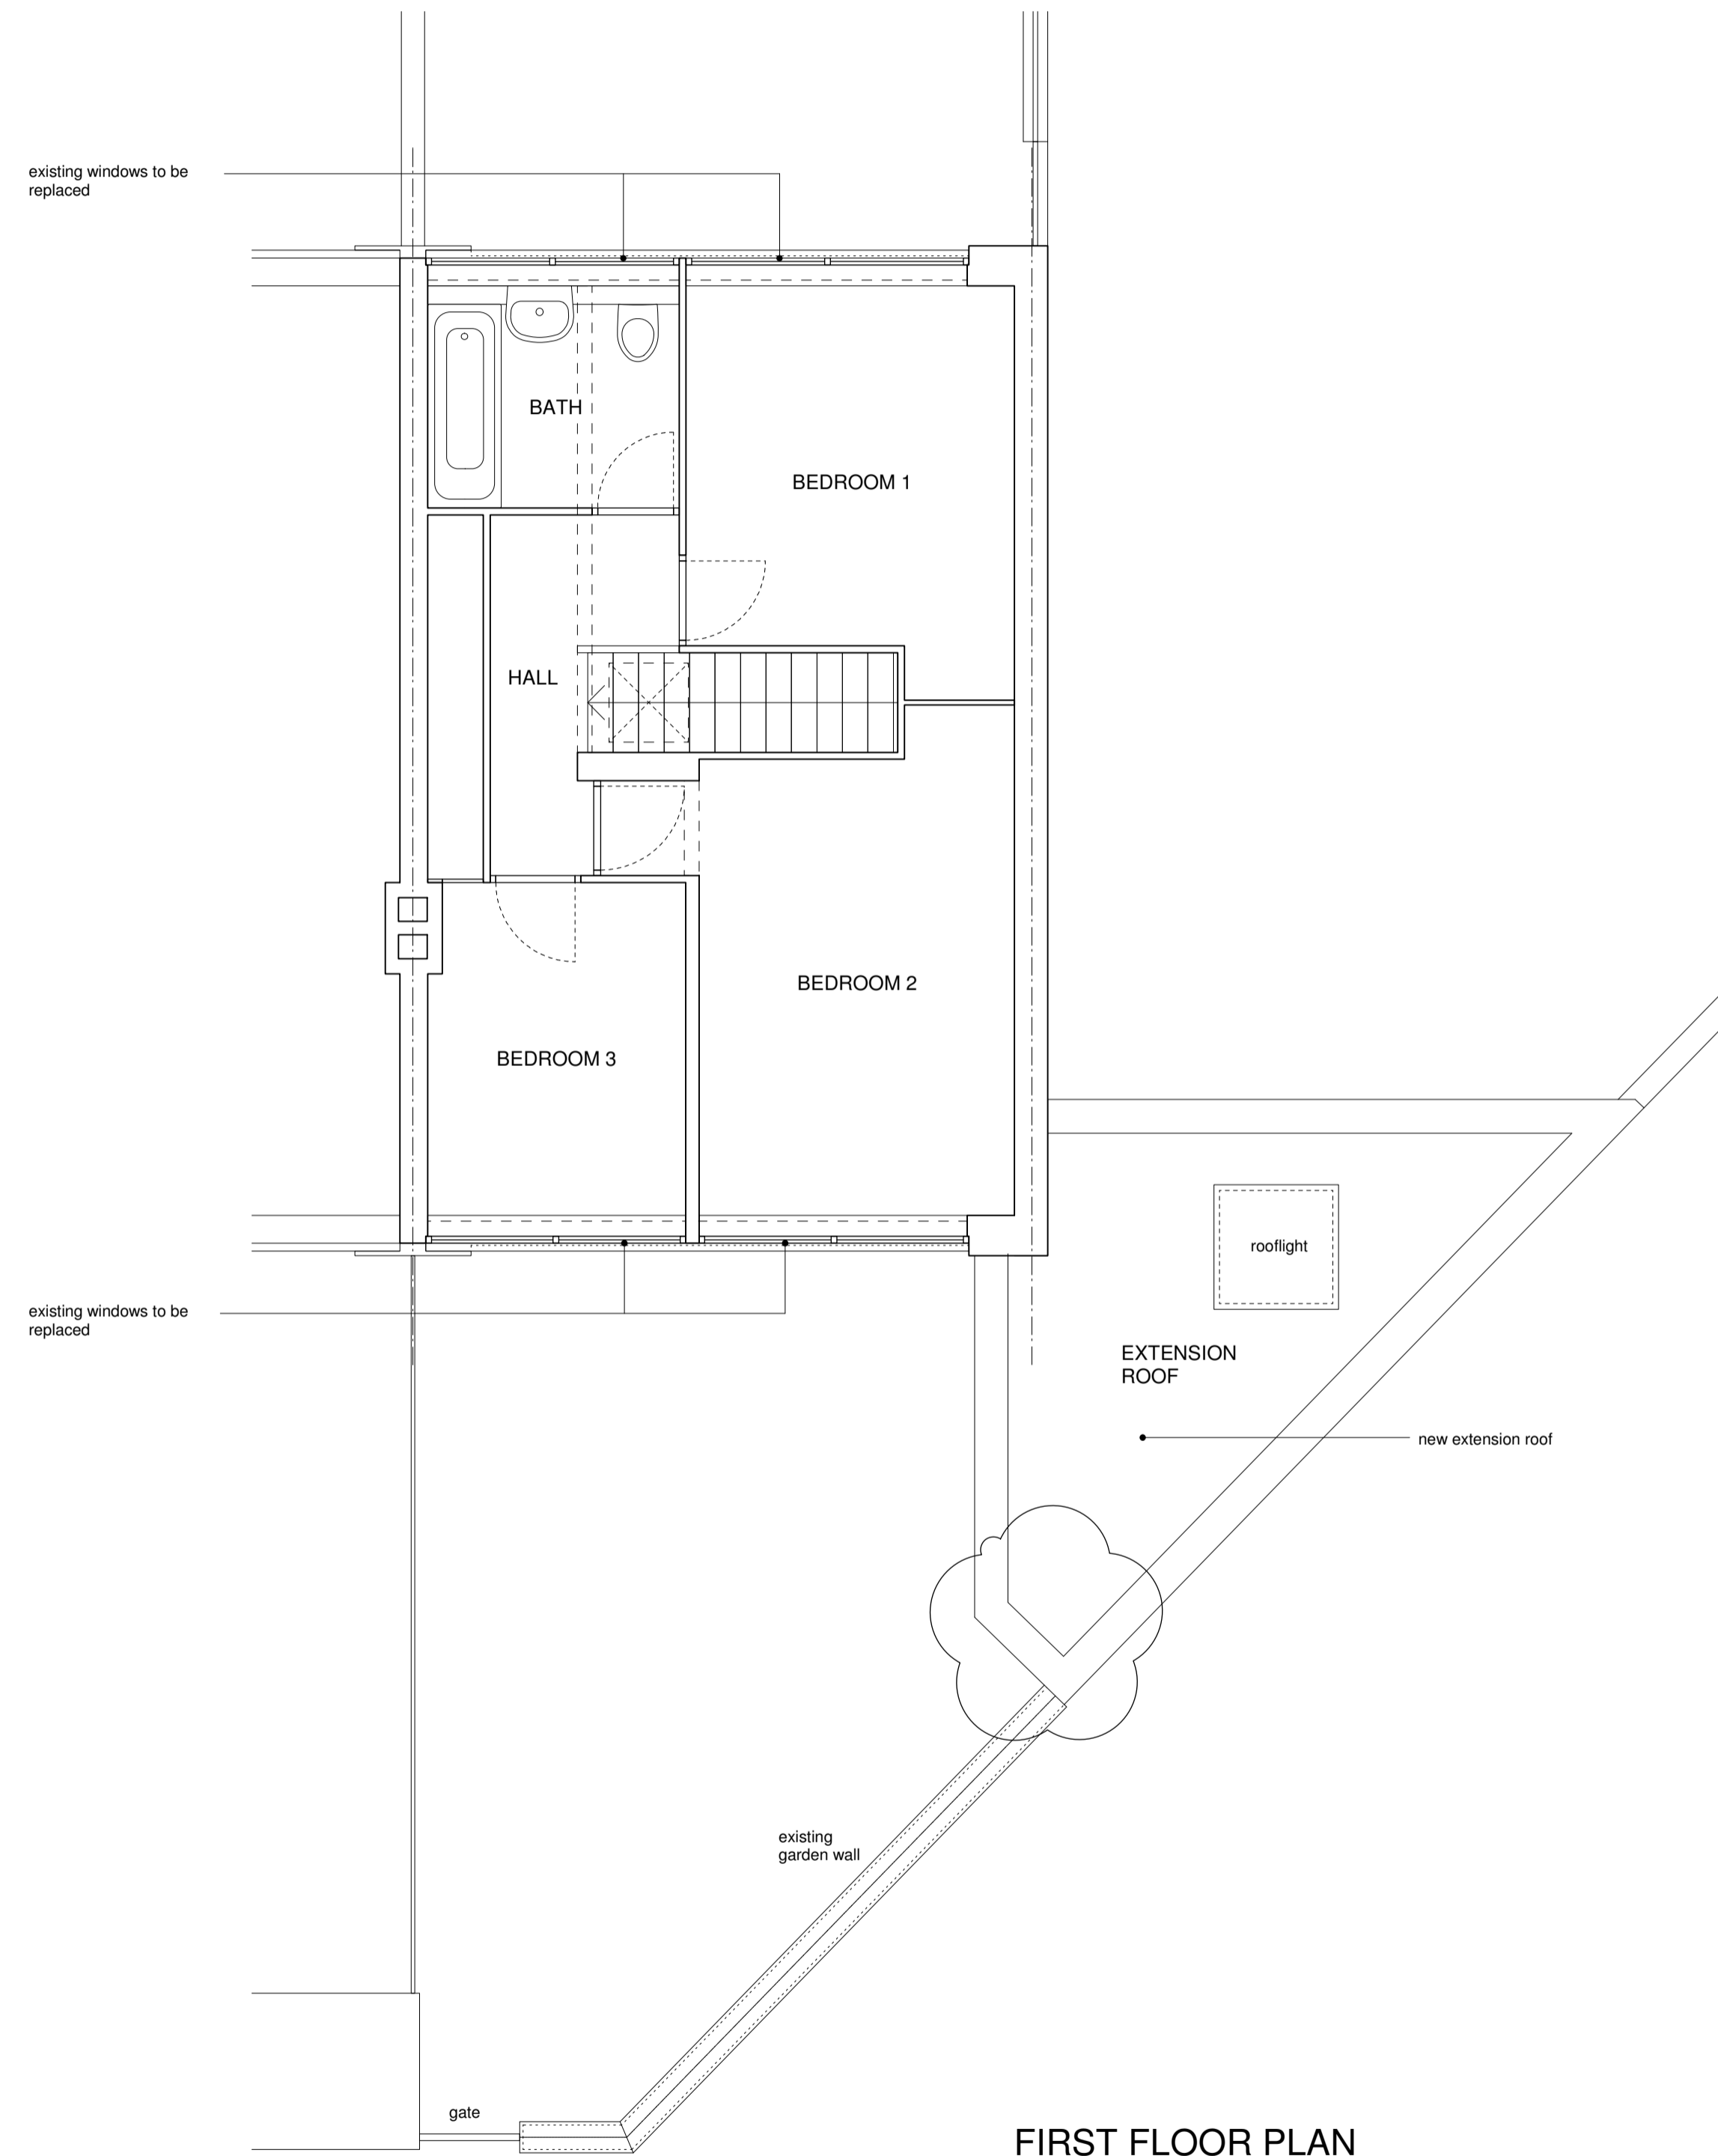 existing windows to be
replaced
BATH
BEDROOM 1
HALL
BEDROOM 2
BEDROOM 3
rooflight
existing windows to be
replaced
EXTENSION
ROOF
new extension roof
existing
garden wall
gate
FIRST FLOOR PLAN